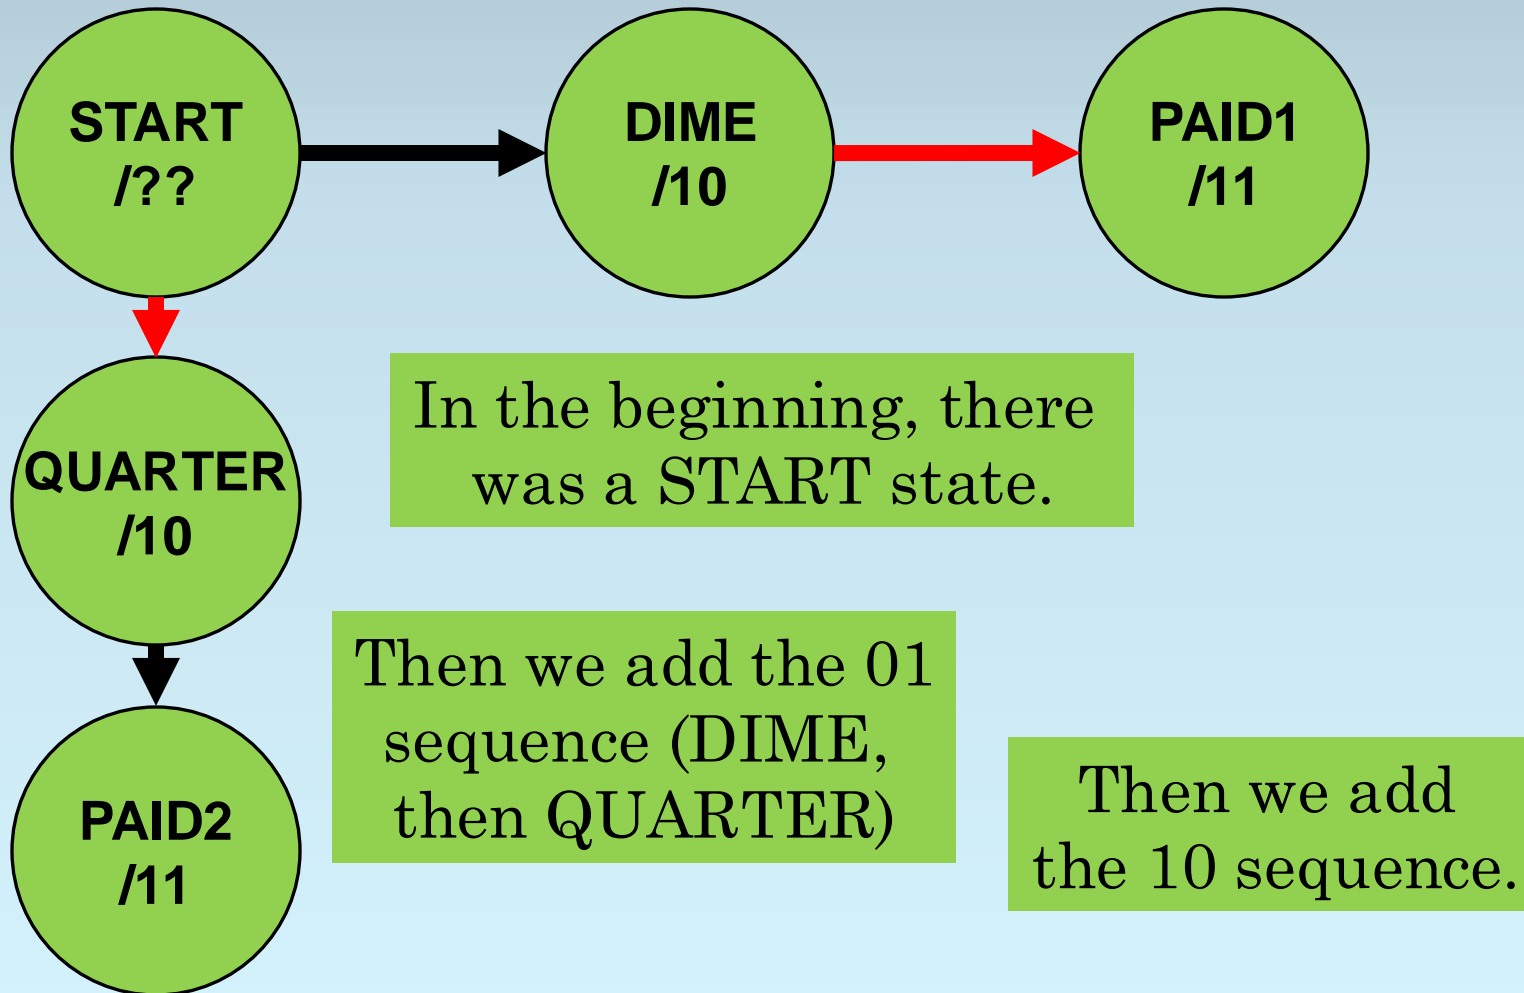 START
/??
DIME
/10
PAID1
/11
QUARTER
/10
In the beginning, there
was a START state.
Then we add the 01
sequence (DIME,
then QUARTER)
PAID2
/11
Then we add
the 10 sequence.